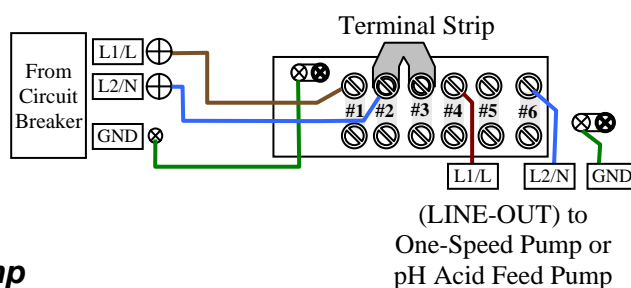 Terminal Strip
From
Circuit
Breaker
L1/L
L2/N
GND
#1 #2 #3 #4 #5 #6
L1/L L2/N GND
(LINE-OUT) to
One-Speed Pump or
pH Acid Feed Pump